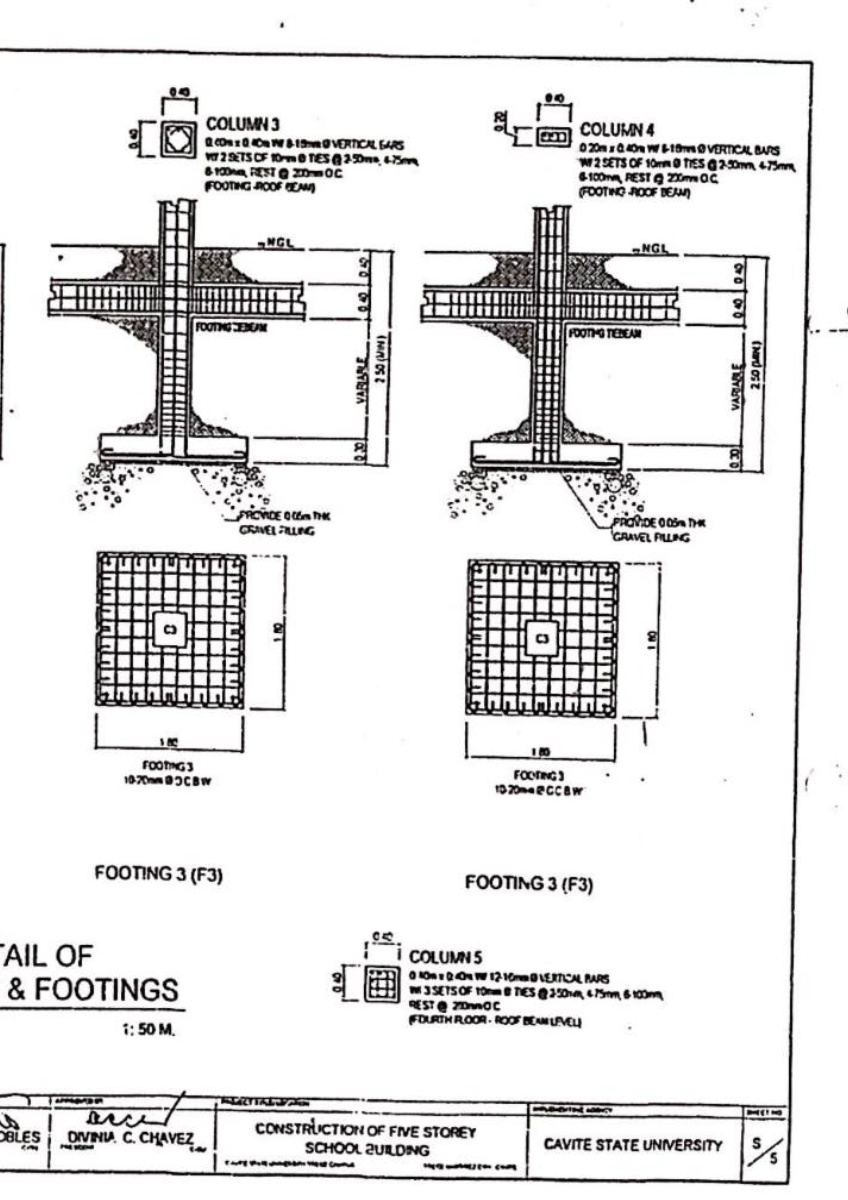 0.40
0.40
COLUMN 3
0.40m x 0.40m W/ 8-16mm Ø VERTICAL BARS
W/ 2 SETS OF 10mm Ø TIES @ 2-50mm, 4-75mm,
6-100mm, REST @ 200mm O.C.
(FOOTING -ROOF BEAM)
0.40
0.20
COLUMN 4
0.20m x 0.40m W/ 8-16mm Ø VERTICAL BARS
W/ 2 SETS OF 10mm Ø TIES @ 2-50mm, 4-75mm,
6-100mm, REST @ 200mm O.C.
(FOOTING -ROOF BEAM)
NGL
0.40
0.40
FOOTING TIEBEAM
VARIABLE
2.50 (MIN.)
0.30
PROVIDE 0.05m THK
GRAVEL FILLING
NGL
0.40
0.40
FOOTING TIEBEAM
VARIABLE
2.50 (MIN.)
0.30
PROVIDE 0.05m THK
GRAVEL FILLING
C3
1.80
1.80
FOOTING 3
10-20mm Ø OC B W
C3
1.80
1.80
FOOTING 3
10-20mm Ø OC B W
FOOTING 3 (F3)
FOOTING 3 (F3)
TAIL OF
& FOOTINGS
1: 50 M.
0.40
0.40
COLUMN 5
0.40m x 0.40m W/ 12-16mm Ø VERTICAL BARS
W/ 3 SETS OF 10mm Ø TIES @ 2-50mm, 4-75mm, 6-100mm,
REST @ 200mm O.C.
(FOURTH FLOOR - ROOF BEAM LEVEL)
OBLES
APPROVED BY
DIVINIA C. CHAVEZ
PRESIDENT
CONSTRUCTION OF FIVE STOREY
SCHOOL BUILDING
IMPLEMENTING AGENCY
CAVITE STATE UNIVERSITY
SHEET NO
S
5